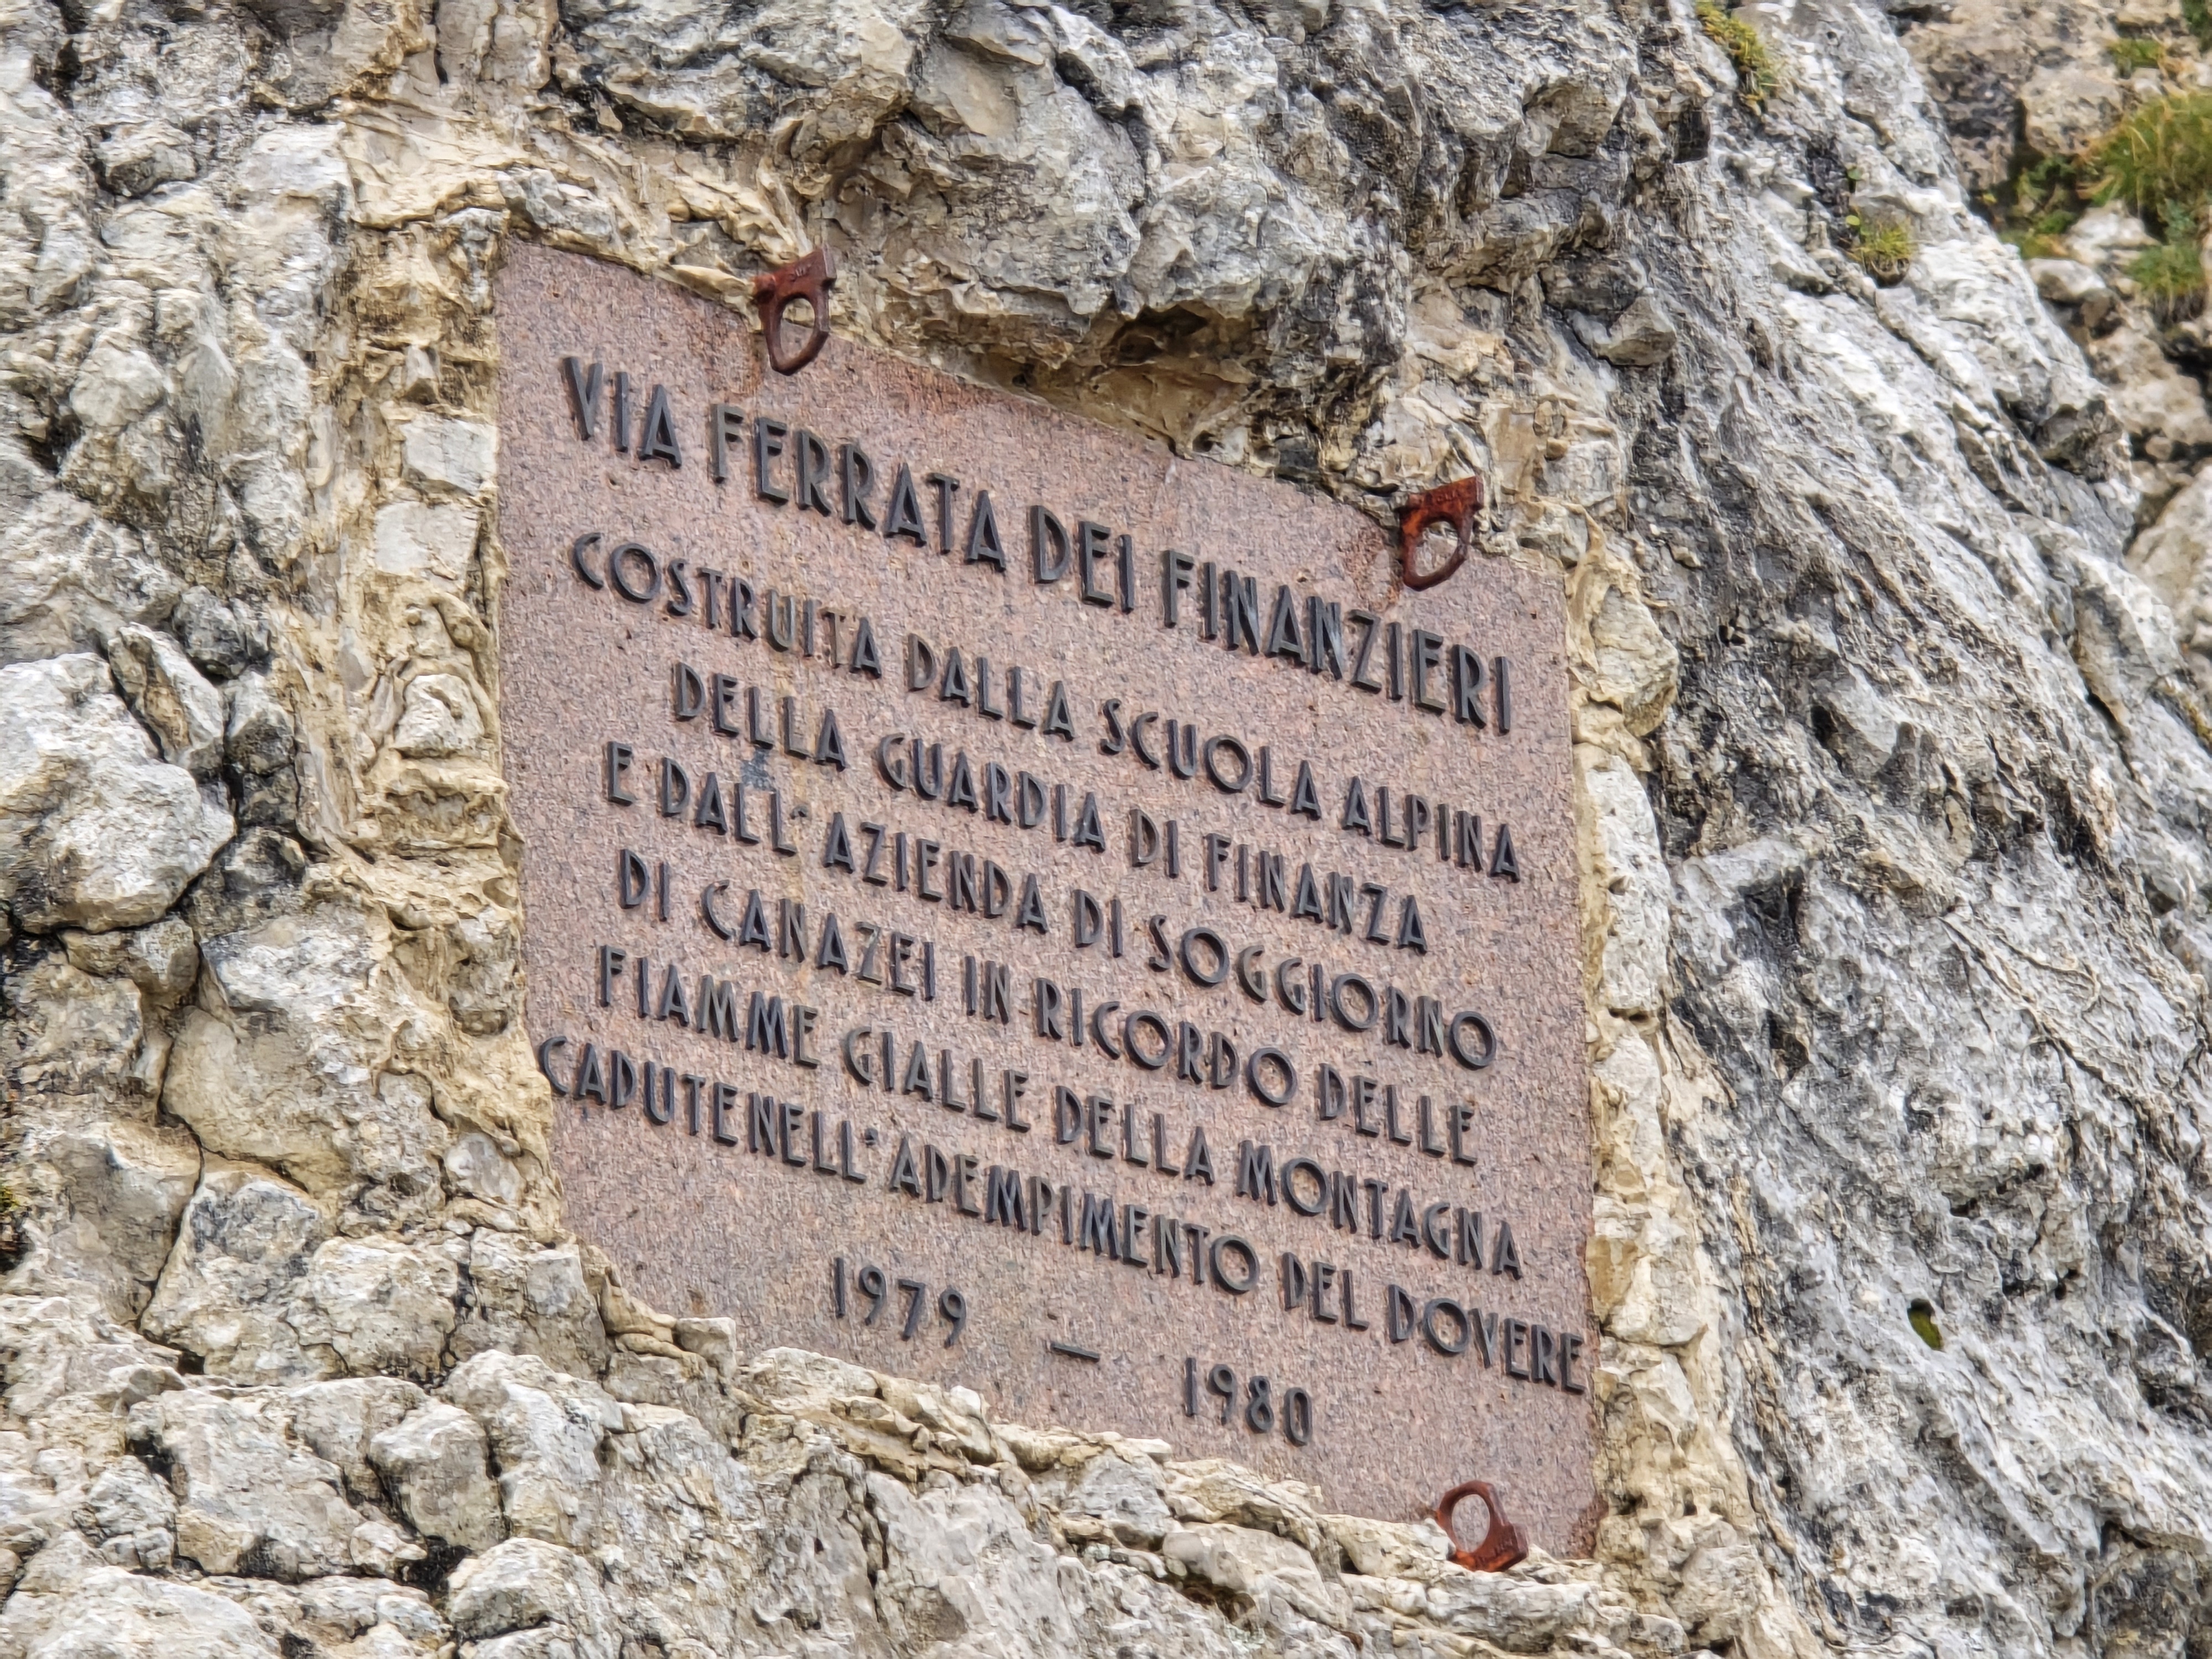 VIA FERRATA DEI FINANZIERI
COSTRUITA DALLA SCUOLA ALPINA
DELLA GUARDIA DI FINANZA
E DALL'AZIENDA DI SOGGIORNO
DI CANAZEI IN RICORDO DELLE
FIAMME GIALLE DELLA MONTAGNA
CADUTE NELL'ADEMPIMENTO DEL DOVERE
1979 — 1980